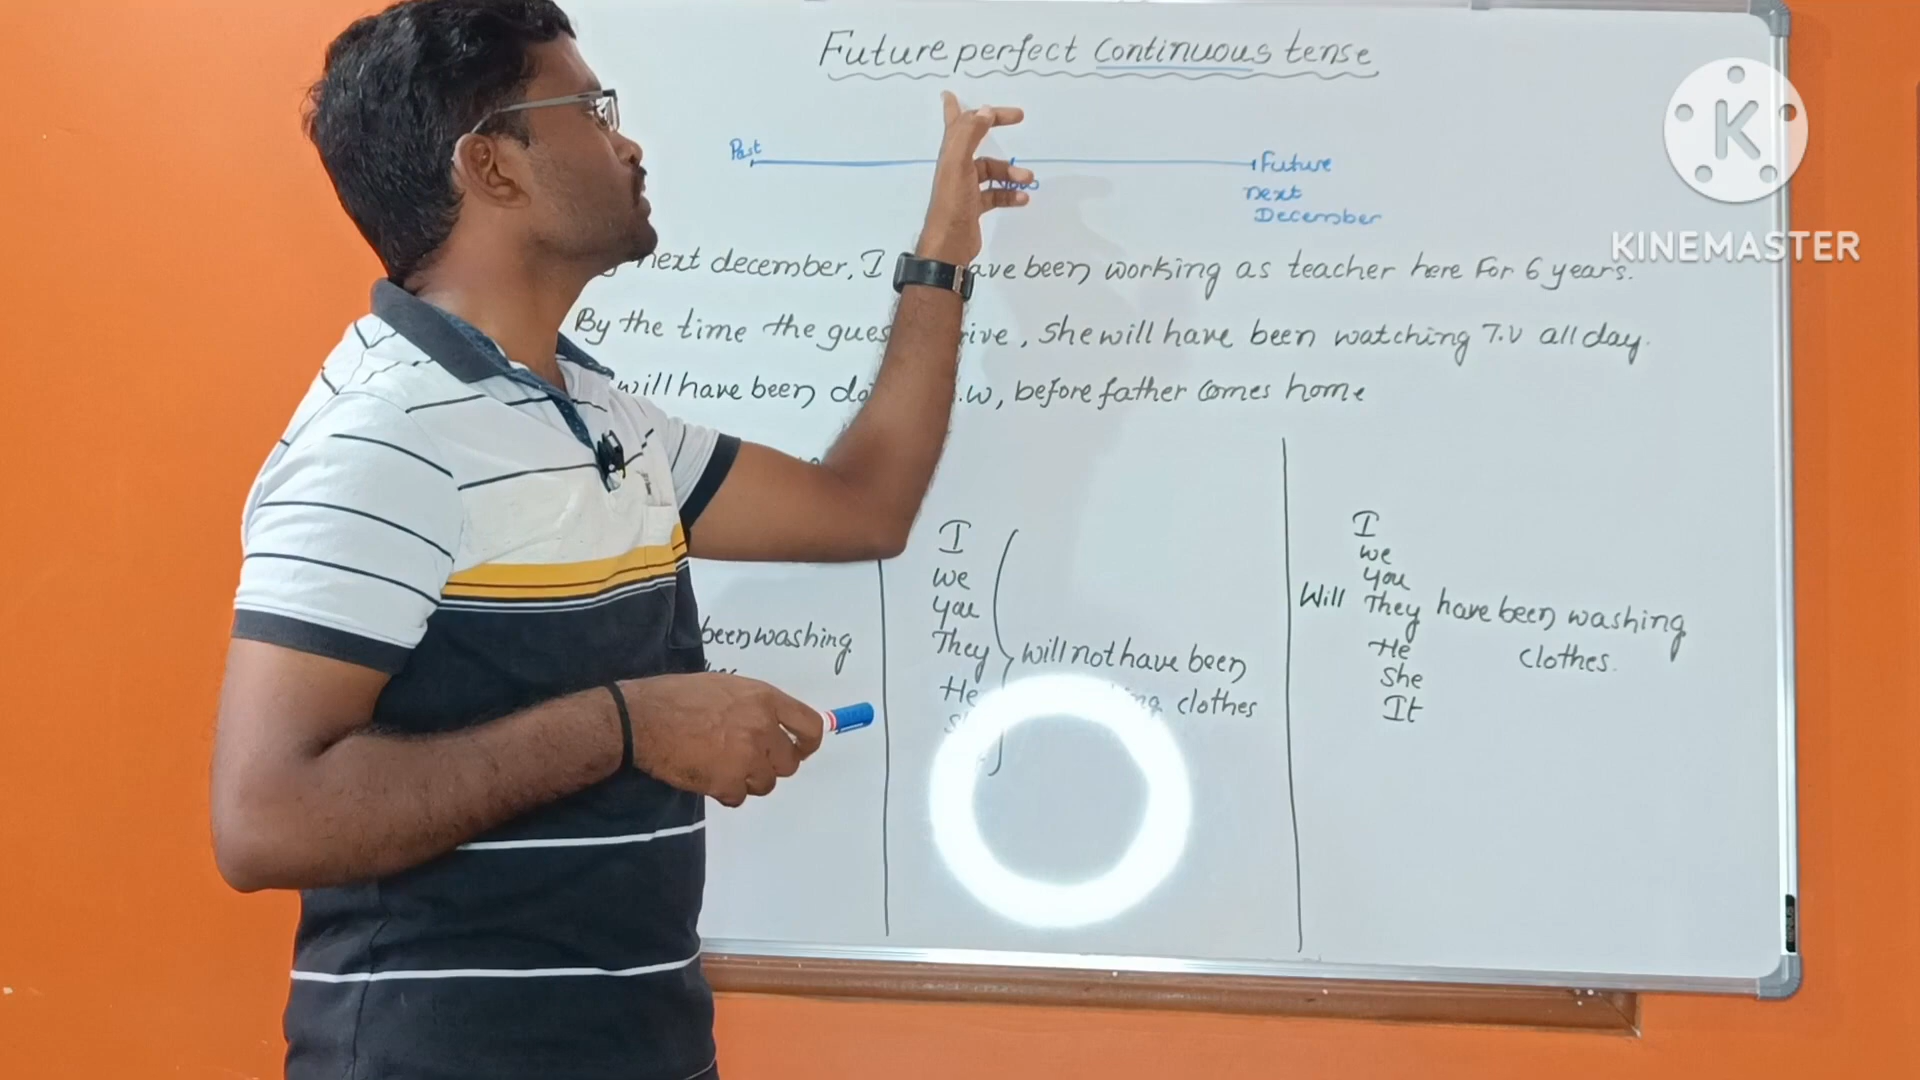 Future perfect continuous tense
Past
Now
Future
next
December
next december, I have been working as teacher here For 6 years.
By the time the arrive, She will have been watching T.V all day.
will have been before father comes home
I
we
you
They
He
will not have been
clothes
been washing
I
we
you
Will They have been washing
He clothes.
She
It
K
KINEMASTER